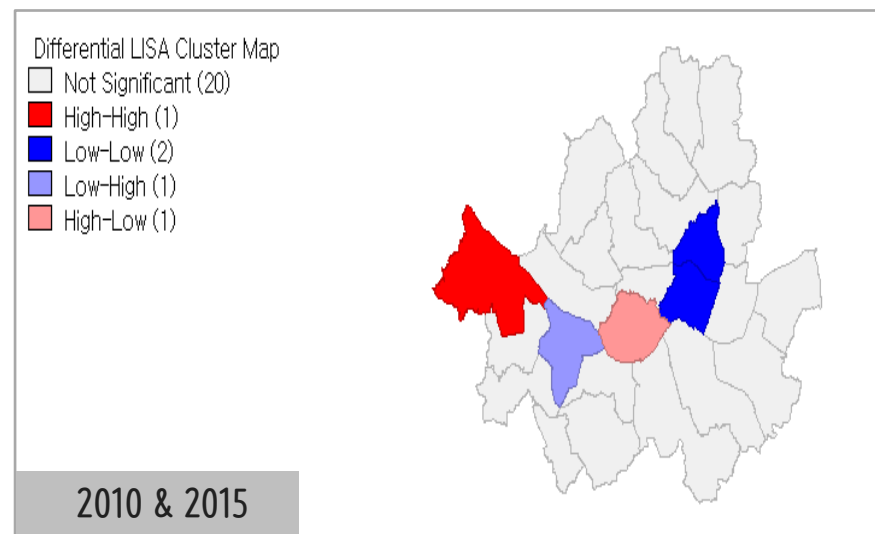 Differential LISA Cluster Map
Not Significant (20)
High-High (1)
Low-Low (2)
Low-High (1)
High-Low (1)
2010 & 2015